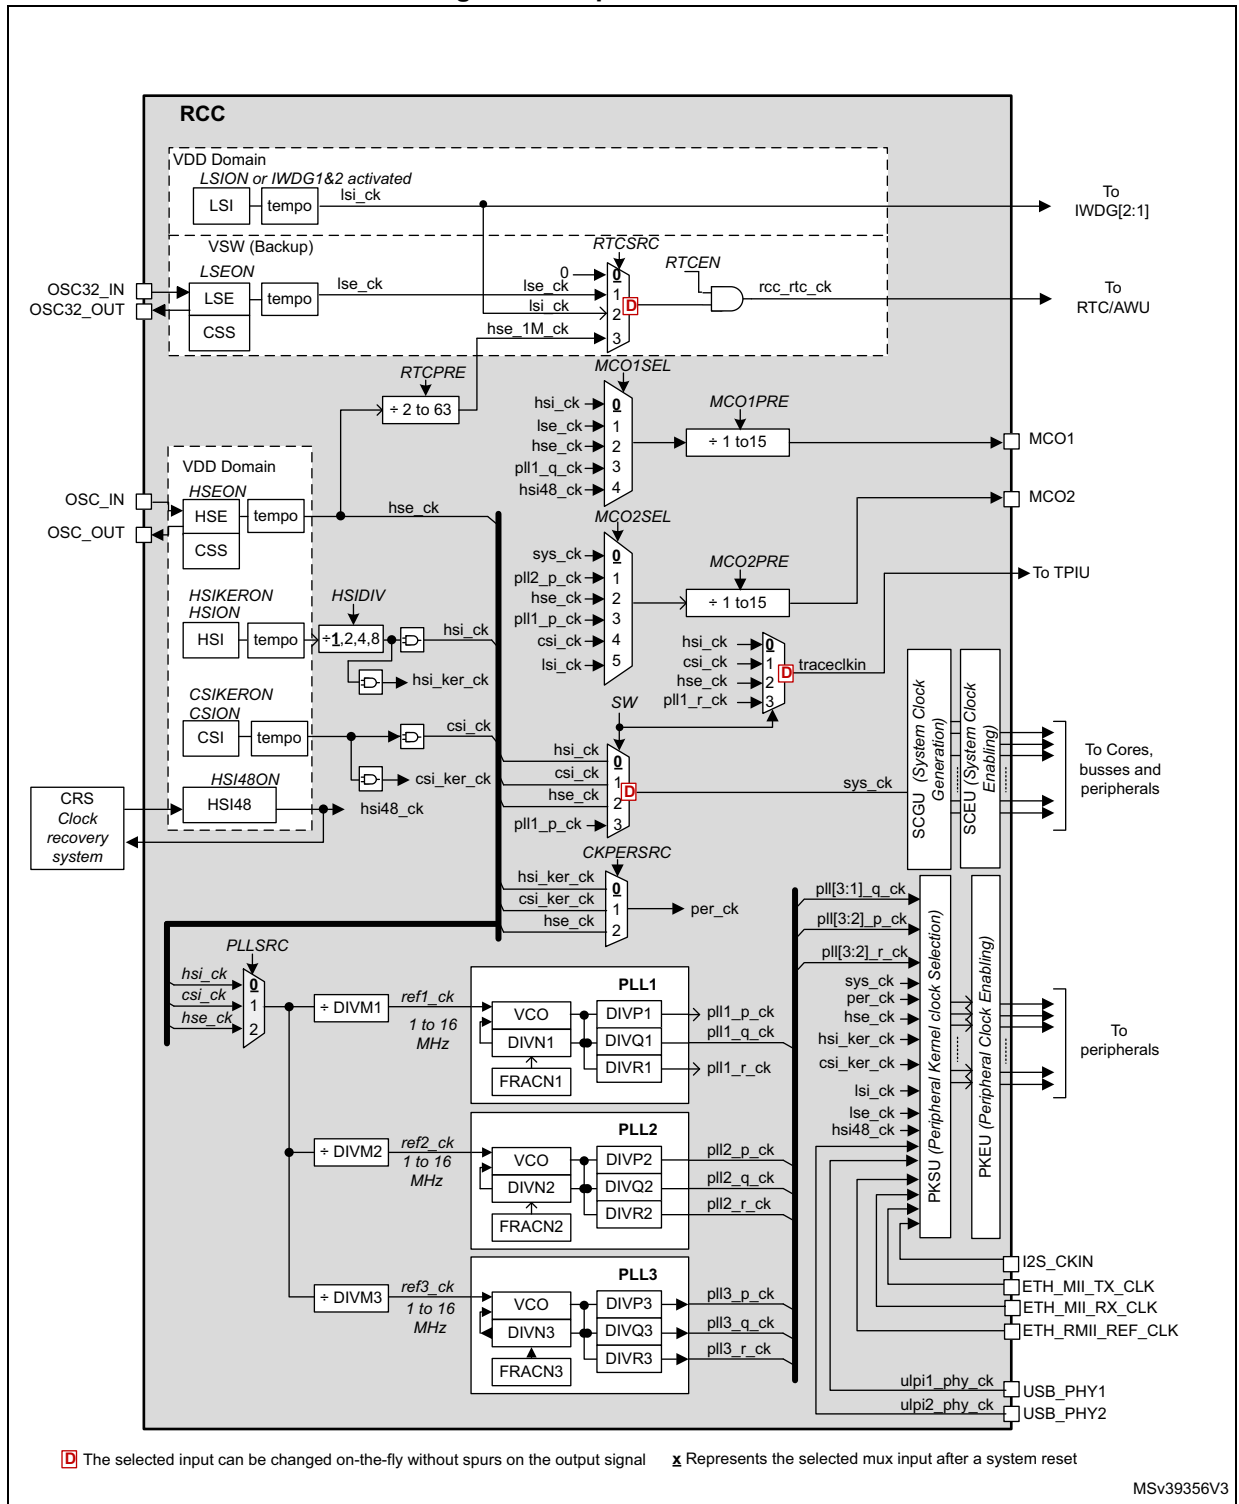 RCC
VDD Domain
LSION or IWDG1&2 activated
LSI
tempo
lsi_ck
To
IWDG[2:1]
VSW (Backup)
LSEON
OSC32_IN
OSC32_OUT
LSE
tempo
CSS
lse_ck
RTCSRC
0
lse_ck
lsi_ck
hse_1M_ck
0
1
2
3
D
RTCEN
rcc_rtc_ck
To
RTC/AWU
RTCPRE
÷ 2 to 63
MCO1SEL
hsi_ck
lse_ck
hse_ck
pll1_q_ck
hsi48_ck
0
1
2
3
4
MCO1PRE
÷ 1 to15
MCO1
VDD Domain
HSEON
OSC_IN
OSC_OUT
HSE
tempo
CSS
hse_ck
MCO2SEL
sys_ck
pll2_p_ck
hse_ck
pll1_p_ck
csi_ck
lsi_ck
0
1
2
3
4
5
MCO2PRE
÷ 1 to15
MCO2
To TPIU
HSIKERON
HSION
HSI
tempo
HSIDIV
÷1,2,4,8
hsi_ck
hsi_ker_ck
hsi_ck
csi_ck
hse_ck
pll1_r_ck
0
1
2
3
D
traceclkin
CSIKERON
CSION
CSI
tempo
csi_ck
csi_ker_ck
HSI48ON
HSI48
hsi48_ck
CRS
Clock
recovery
system
SW
hsi_ck
csi_ck
hse_ck
pll1_p_ck
0
1
2
3
D
sys_ck
SCGU (System Clock
Generation)
SCEU (System Clock
Enabling)
To Cores,
busses and
peripherals
CKPERSRC
hsi_ker_ck
csi_ker_ck
hse_ck
0
1
2
per_ck
PLLSRC
hsi_ck
csi_ck
hse_ck
0
1
2
÷ DIVM1
ref1_ck
1 to 16
MHz
PLL1
VCO
DIVN1
FRACN1
DIVP1
DIVQ1
DIVR1
pll1_p_ck
pll1_q_ck
pll1_r_ck
÷ DIVM2
ref2_ck
1 to 16
MHz
PLL2
VCO
DIVN2
FRACN2
DIVP2
DIVQ2
DIVR2
pll2_p_ck
pll2_q_ck
pll2_r_ck
÷ DIVM3
ref3_ck
1 to 16
MHz
PLL3
VCO
DIVN3
FRACN3
DIVP3
DIVQ3
DIVR3
pll3_p_ck
pll3_q_ck
pll3_r_ck
pll[3:1]_q_ck
pll[3:2]_p_ck
pll[3:2]_r_ck
sys_ck
per_ck
hse_ck
hsi_ker_ck
csi_ker_ck
lsi_ck
lse_ck
hsi48_ck
PKSU (Peripheral Kernel clock Selection)
PKEU (Peripheral Clock Enabling)
To
peripherals
I2S_CKIN
ETH_MII_TX_CLK
ETH_MII_RX_CLK
ETH_RMII_REF_CLK
ulpi1_phy_ck
USB_PHY1
ulpi2_phy_ck
USB_PHY2
D The selected input can be changed on-the-fly without spurs on the output signal
x Represents the selected mux input after a system reset
MSv39356V3